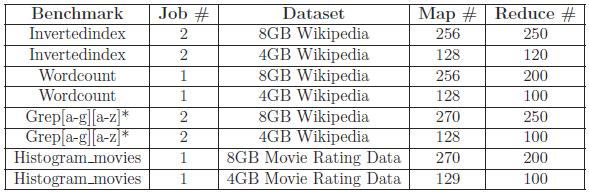 Benchmark Job # Dataset Map # Reduce #
Invertedindex 2 8GB Wikipedia 256 250
Invertedindex 2 4GB Wikipedia 128 120
Wordcount 1 8GB Wikipedia 256 200
Wordcount 1 4GB Wikipedia 128 100
Grep[a-g][a-z]* 2 8GB Wikipedia 270 250
Grep[a-g][a-z]* 2 4GB Wikipedia 128 100
Histogram_movies 1 8GB Movie Rating Data 270 200
Histogram_movies 1 4GB Movie Rating Data 129 100